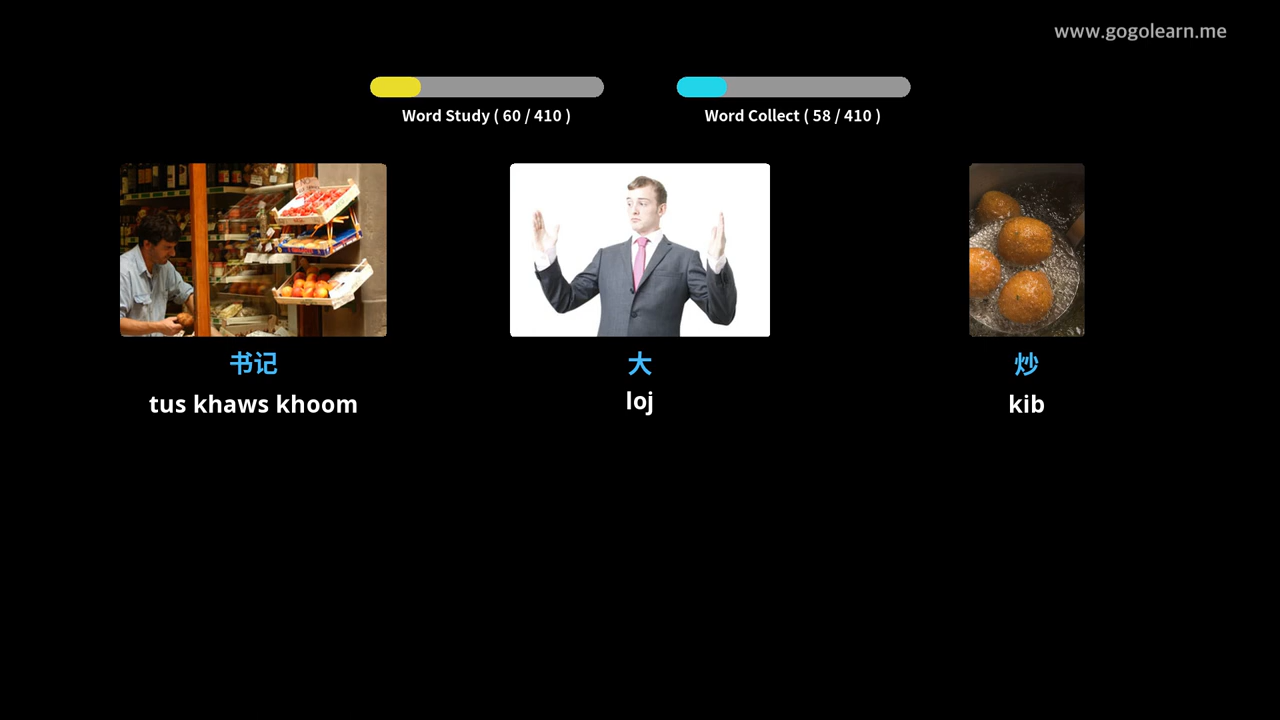 www.gogolearn.me
Word Study ( 60 / 410 )
Word Collect ( 58 / 410 )
书记
大
炒
tus khaws khoom
loj
kib